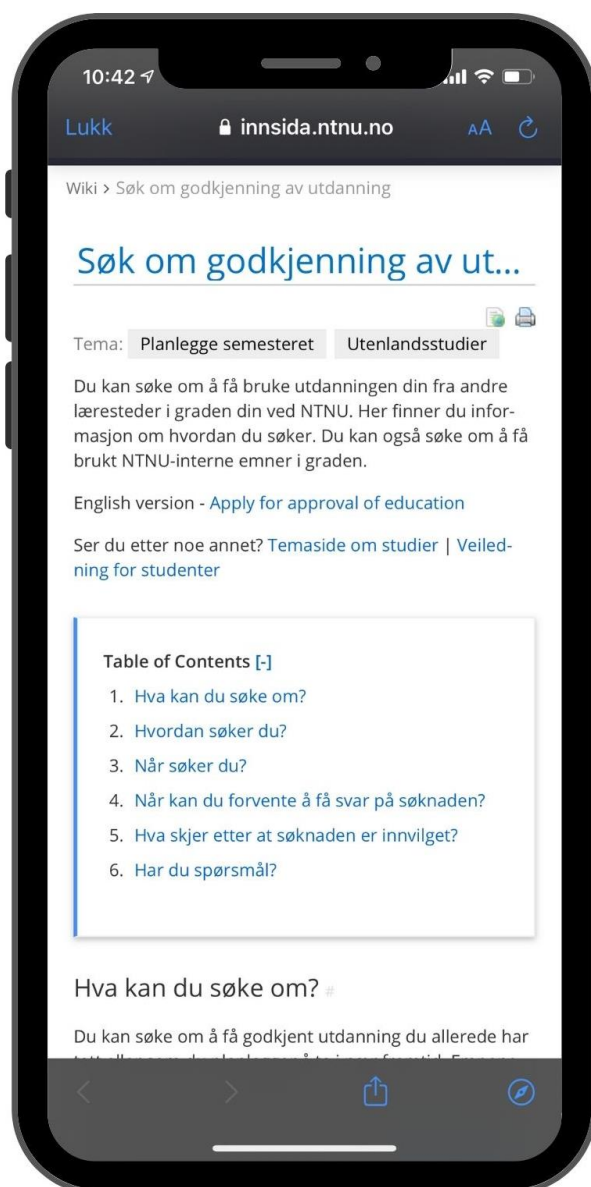 10:42
Lukk innsida.ntnu.no AA
Wiki > Søk om godkjenning av utdanning
Søk om godkjenning av ut...
Tema: Planlegge semesteret Utenlandsstudier
Du kan søke om å få bruke utdanningen din fra andre
læresteder i graden din ved NTNU. Her finner du infor-
masjon om hvordan du søker. Du kan også søke om å få
brukt NTNU-interne emner i graden.
English version - Apply for approval of education
Ser du etter noe annet? Temaside om studier | Veiled-
ning for studenter
Table of Contents [-]
1. Hva kan du søke om?
2. Hvordan søker du?
3. Når søker du?
4. Når kan du forvente å få svar på søknaden?
5. Hva skjer etter at søknaden er innvilget?
6. Har du spørsmål?
Hva kan du søke om? #
Du kan søke om å få godkjent utdanning du allerede har